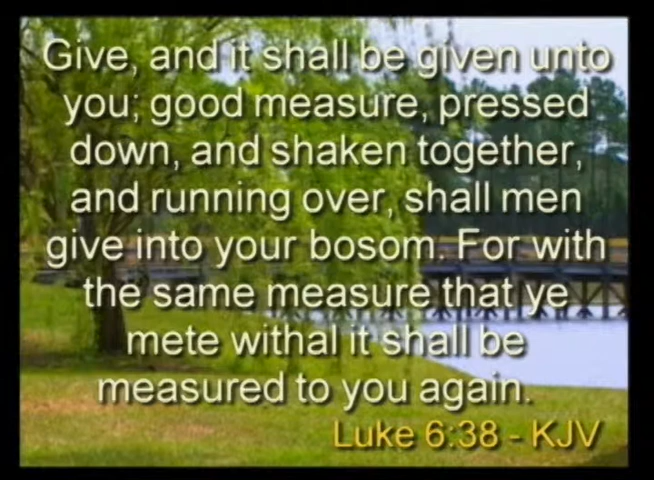 Give, and it shall be given unto
you; good measure, pressed
down, and shaken together,
and running over, shall men
give into your bosom. For with
the same measure that ye
mete withal it shall be
measured to you again.
Luke 6:38 - KJV